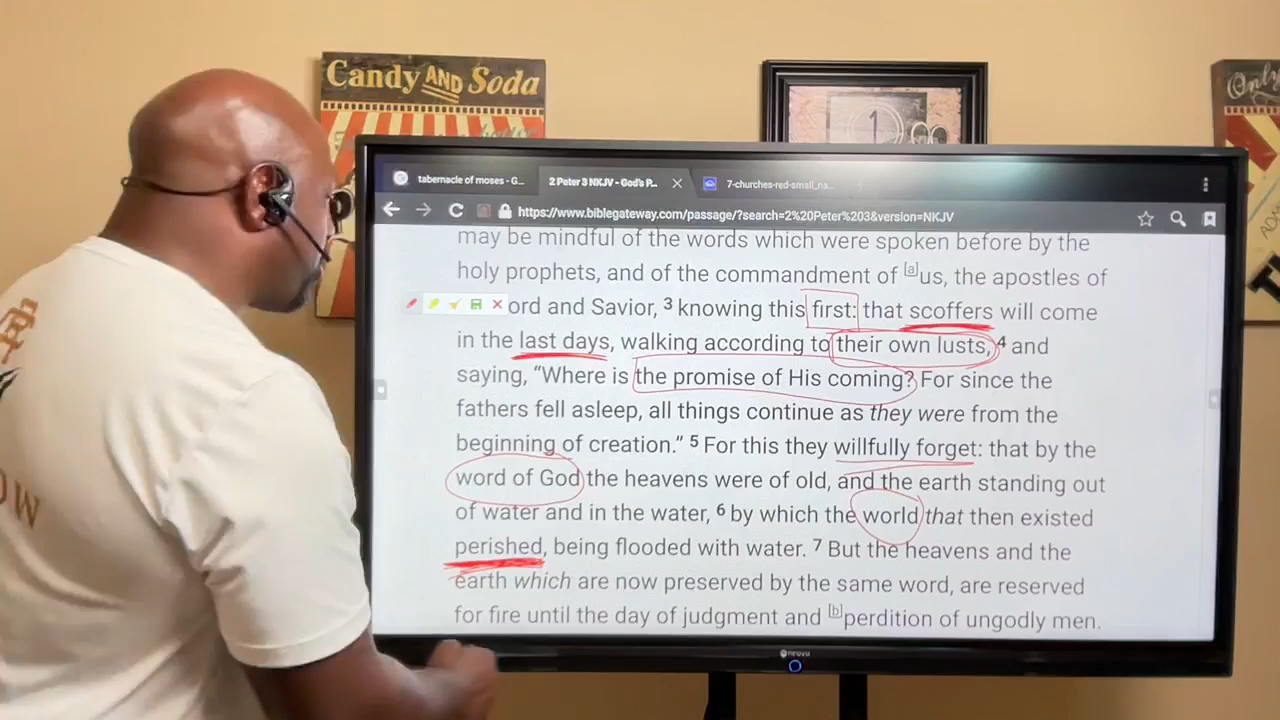 Candy AND Soda
1
Only
tabernacle of moses - G...
2 Peter 3 NKJV - God's P...
7-churches-red-small_na...
https://www.biblegateway.com/passage/?search=2%20Peter%203&version=NKJV
may be mindful of the words which were spoken before by the
holy prophets, and of the commandment of [a]us, the apostles of
ord and Savior, 3 knowing this first: that scoffers will come
in the last days, walking according to their own lusts, 4 and
saying, “Where is the promise of His coming? For since the
fathers fell asleep, all things continue as they were from the
beginning of creation.” 5 For this they willfully forget: that by the
word of God the heavens were of old, and the earth standing out
of water and in the water, 6 by which the world that then existed
perished, being flooded with water. 7 But the heavens and the
earth which are now preserved by the same word, are reserved
for fire until the day of judgment and [b]perdition of ungodly men.
OW